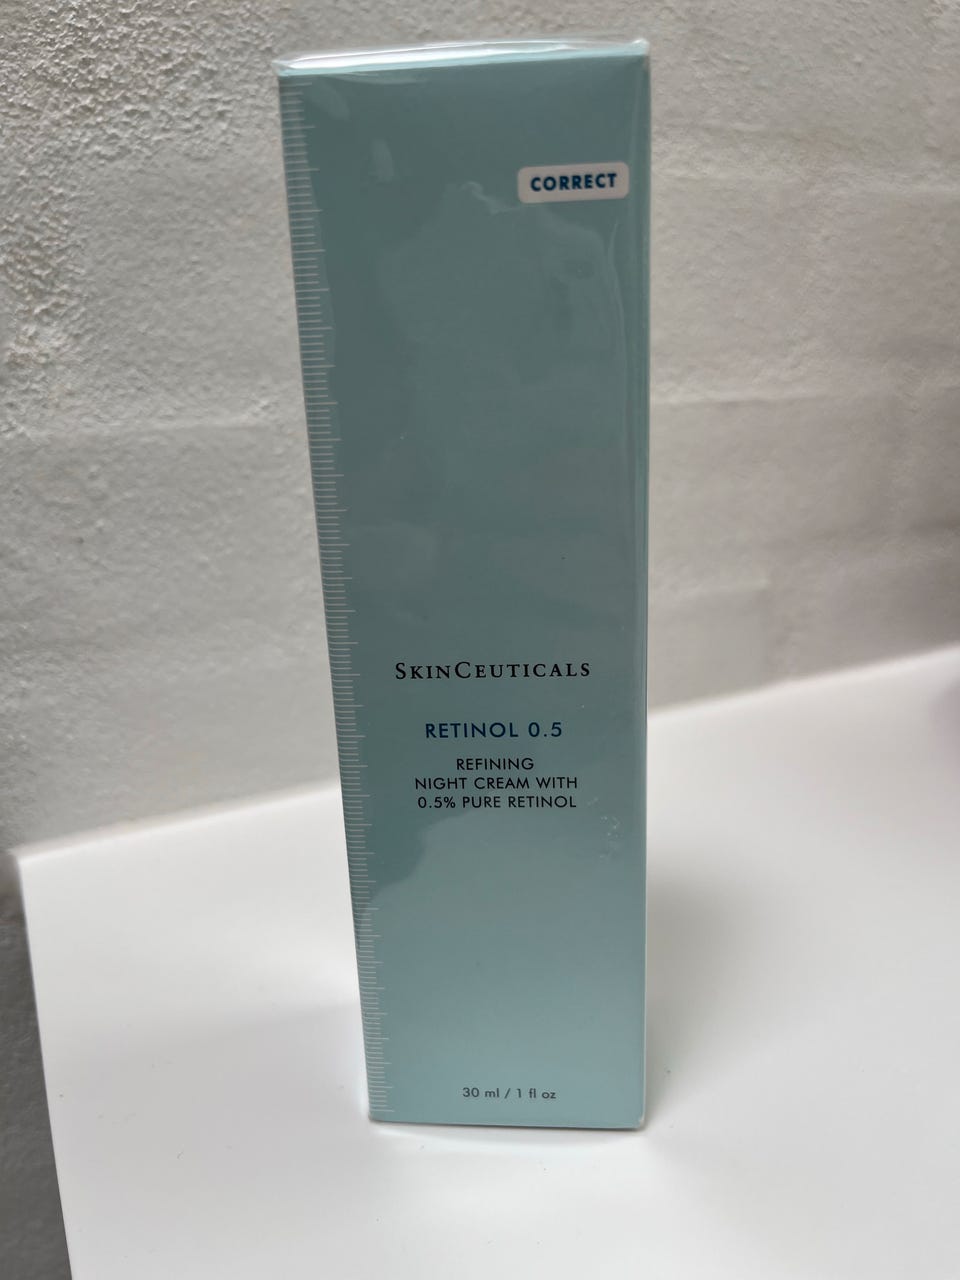 CORRECT
SKINCEUTICALS
RETINOL 0.5
REFINING
NIGHT CREAM WITH
0.5% PURE RETINOL
30 ml / 1 fl oz